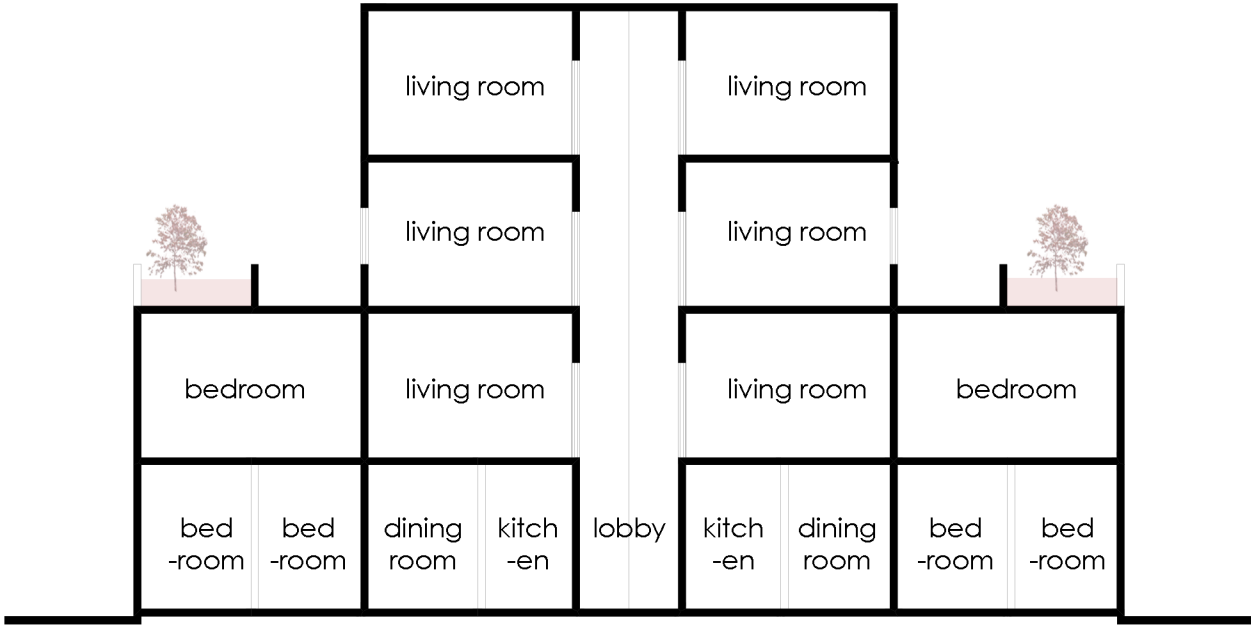 living room living room
living room living room
bedroom living room living room bedroom
bed bed dining kitch lobby kitch dining bed bed
-room -room room -en -en room -room -room